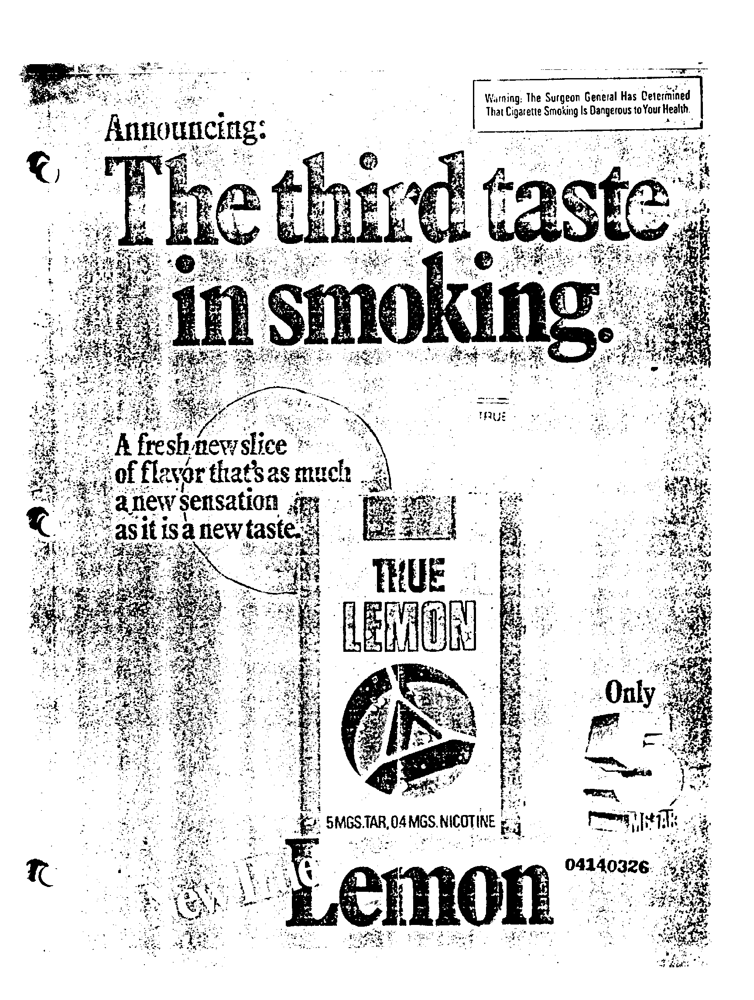 Warning: The Surgeon General Has Determined
That Cigarette Smoking Is Dangerous to Your Health.
Announcing:
The third taste
in smoking.
TRUE
A fresh new slice
of flavor that's as much
a new sensation
as it is a new taste.
TRUE
LEMON
Only
5
5 MGS. TAR, 0.4 MGS. NICOTINE
Lemon
04140326